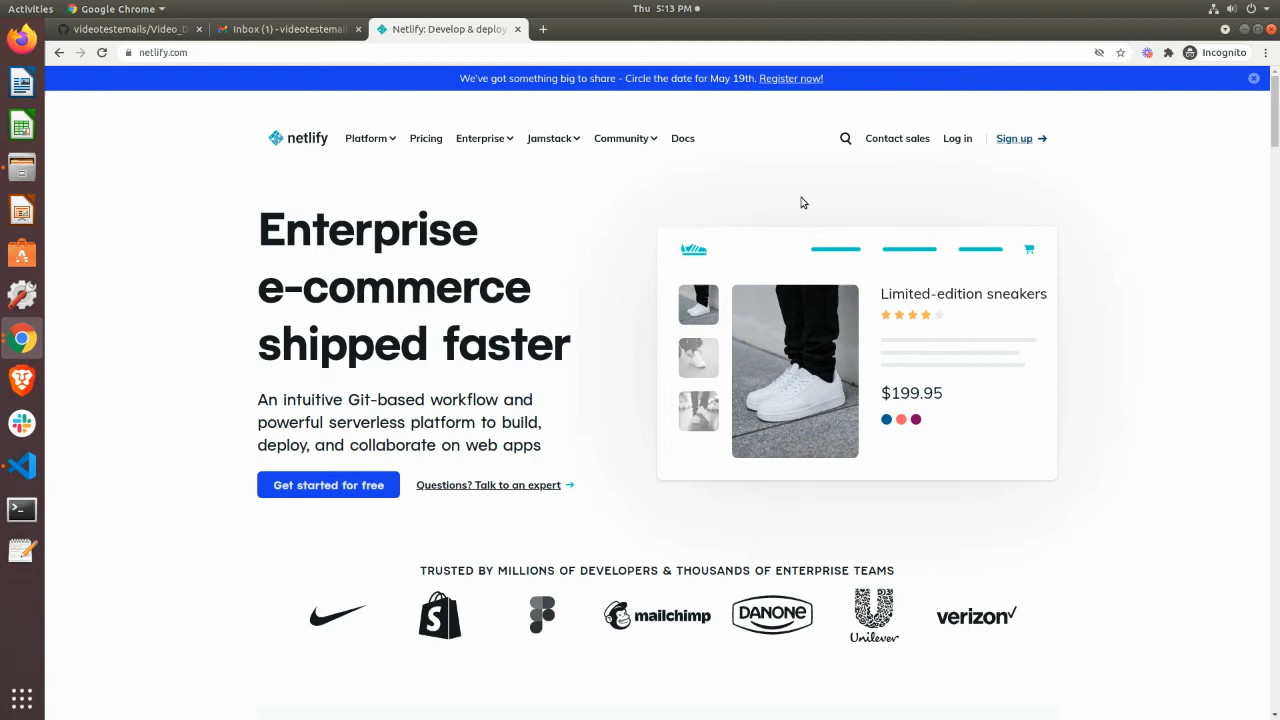 Activities
Google Chrome
Thu 5:13 PM
videotestemails/Video_D
Inbox (1) - videotestemails
Netlify: Develop & deploy
netlify.com
Incognito
We've got something big to share - Circle the date for May 19th. Register now!
netlify
Platform
Pricing
Enterprise
Jamstack
Community
Docs
Contact sales
Log in
Sign up
Enterprise
e-commerce
shipped faster
An intuitive Git-based workflow and
powerful serverless platform to build,
deploy, and collaborate on web apps
Get started for free
Questions? Talk to an expert
Limited-edition sneakers
$199.95
TRUSTED BY MILLIONS OF DEVELOPERS & THOUSANDS OF ENTERPRISE TEAMS
mailchimp
DANONE
Unilever
verizon